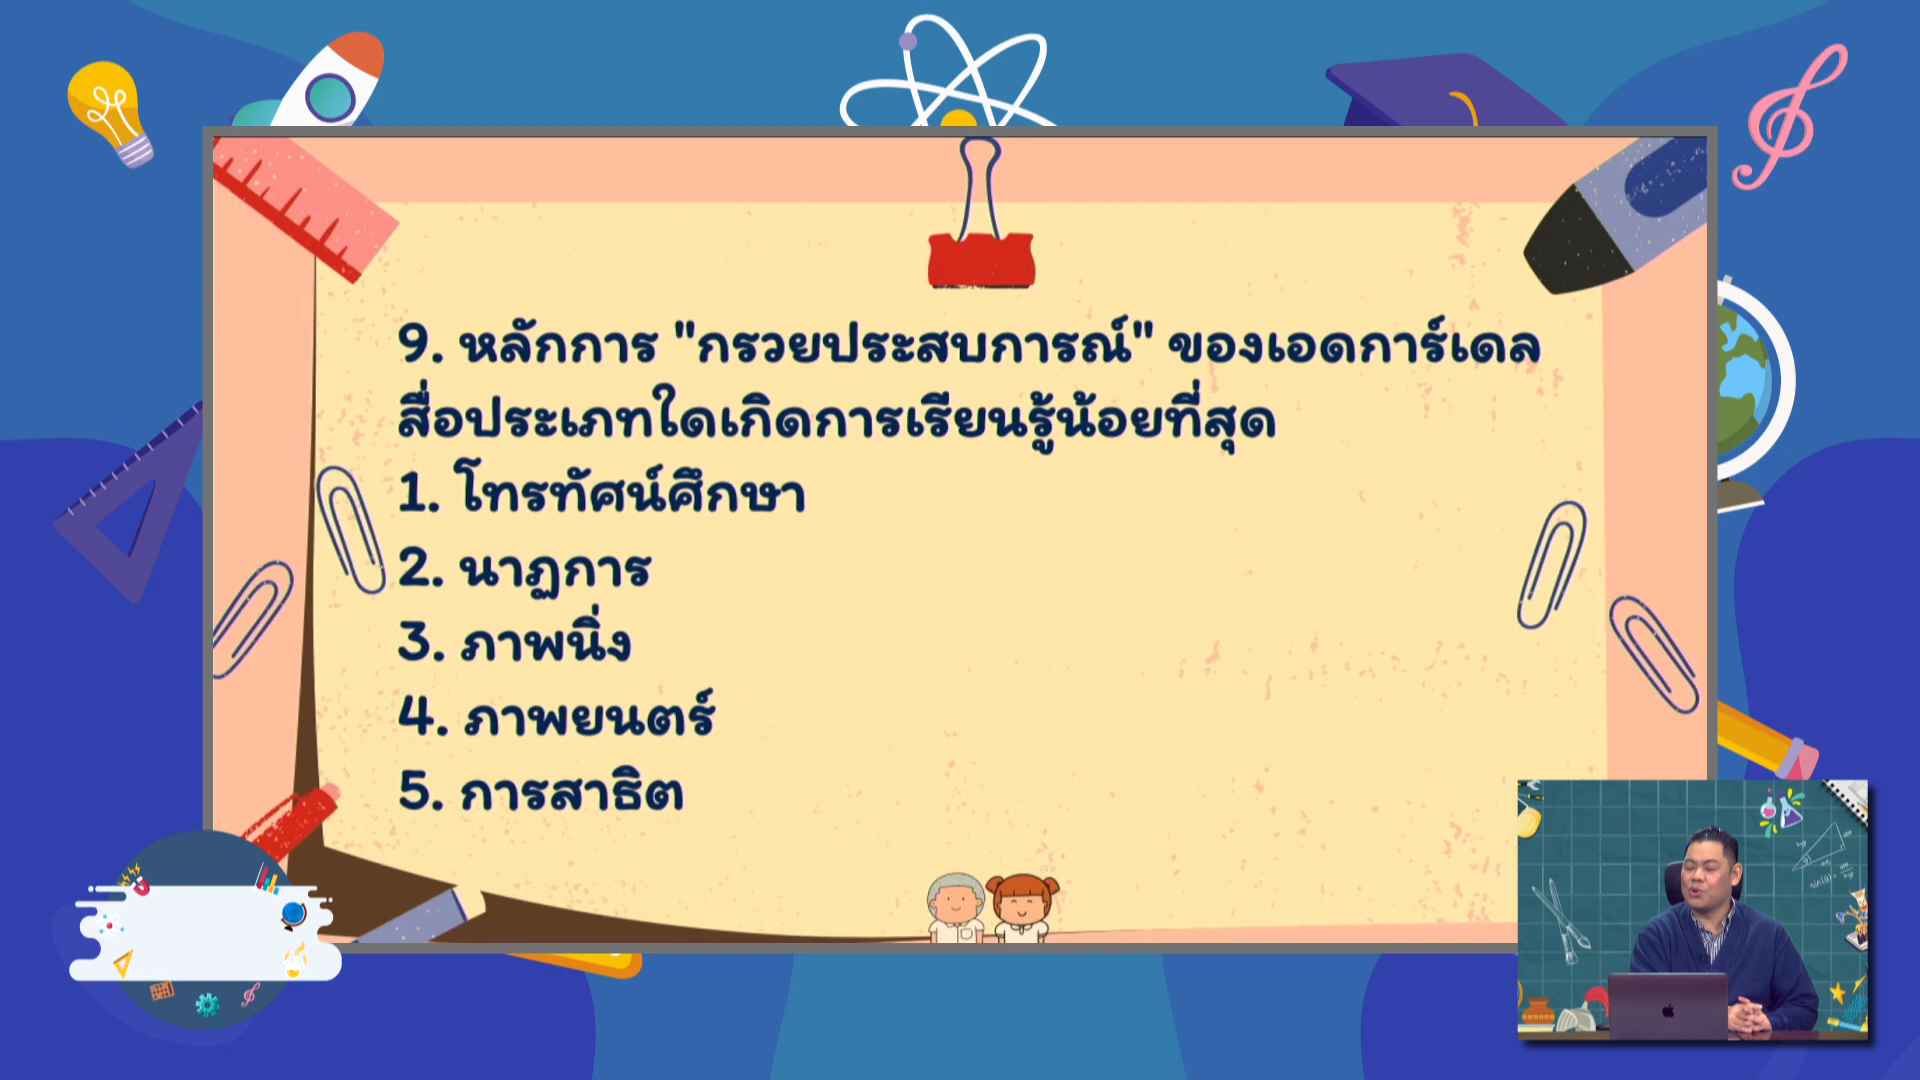 9. หลักการ "กรวยประสบการณ์" ของเอดการ์เดล
สื่อประเภทใดเกิดการเรียนรู้น้อยที่สุด
1. โทรทัศน์ศึกษา
2. นาฏการ
3. ภาพนิ่ง
4. ภาพยนตร์
5. การสาธิต